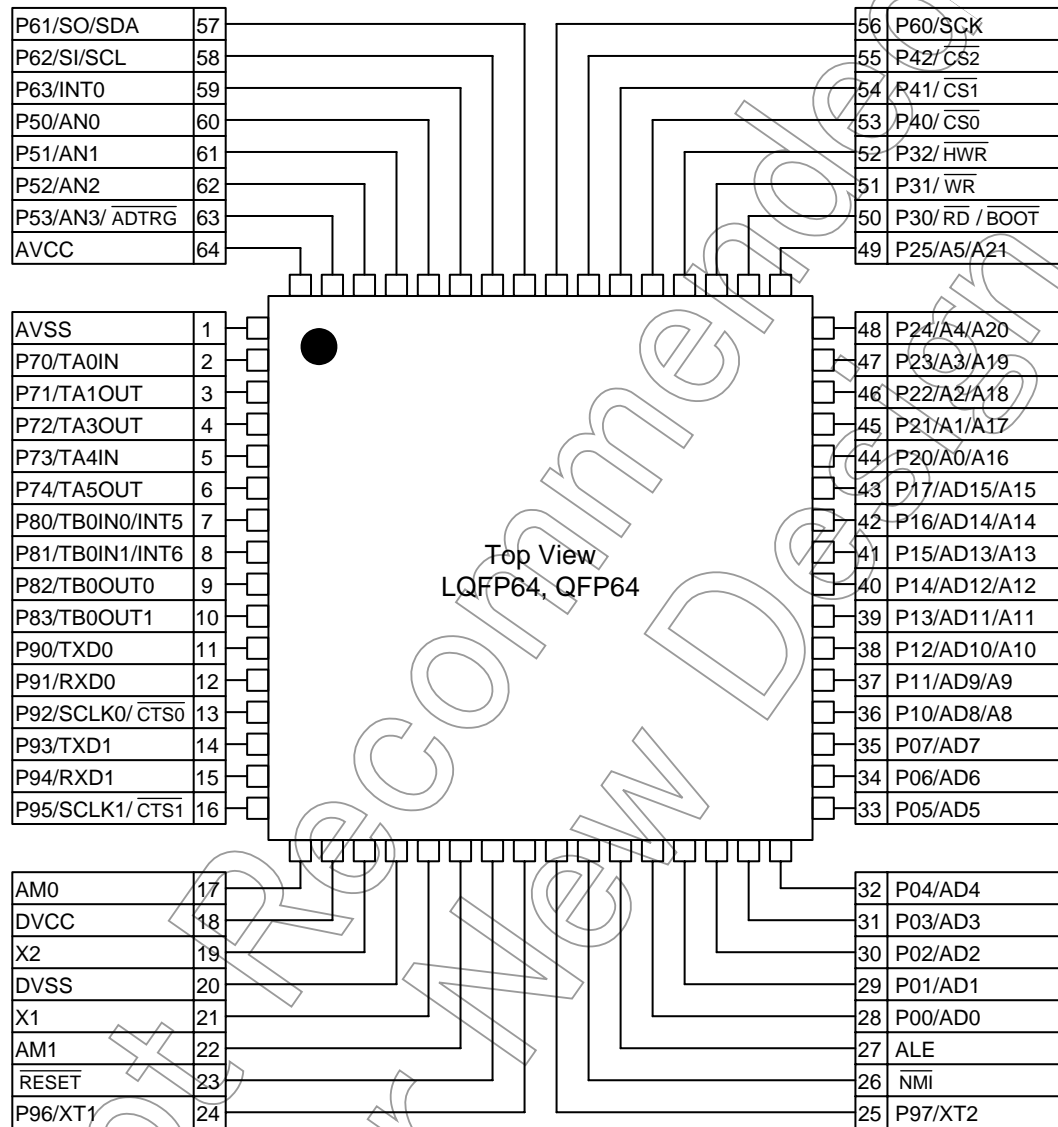 P61/SO/SDA 57
P62/SI/SCL 58
P63/INT0 59
P50/AN0 60
P51/AN1 61
P52/AN2 62
P53/AN3/ ADTRG 63
AVCC 64
56 P60/SCK
55 P42/ CS2
54 P41/ CS1
53 P40/ CS0
52 P32/ HWR
51 P31/ WR
50 P30/ RD / BOOT
49 P25/A5/A21
AVSS 1
P70/TA0IN 2
P71/TA1OUT 3
P72/TA3OUT 4
P73/TA4IN 5
P74/TA5OUT 6
P80/TB0IN0/INT5 7
P81/TB0IN1/INT6 8
P82/TB0OUT0 9
P83/TB0OUT1 10
P90/TXD0 11
P91/RXD0 12
P92/SCLK0/ CTS0 13
P93/TXD1 14
P94/RXD1 15
P95/SCLK1/ CTS1 16
Top View
LQFP64, QFP64
48 P24/A4/A20
47 P23/A3/A19
46 P22/A2/A18
45 P21/A1/A17
44 P20/A0/A16
43 P17/AD15/A15
42 P16/AD14/A14
41 P15/AD13/A13
40 P14/AD12/A12
39 P13/AD11/A11
38 P12/AD10/A10
37 P11/AD9/A9
36 P10/AD8/A8
35 P07/AD7
34 P06/AD6
33 P05/AD5
AM0 17
DVCC 18
X2 19
DVSS 20
X1 21
AM1 22
RESET 23
P96/XT1 24
32 P04/AD4
31 P03/AD3
30 P02/AD2
29 P01/AD1
28 P00/AD0
27 ALE
26 NMI
25 P97/XT2
Recommended
New Design